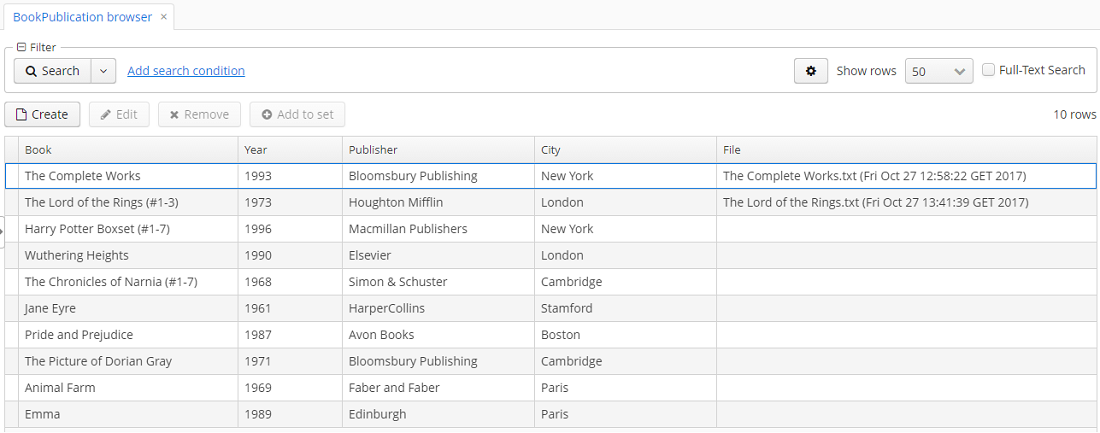 BookPublication browser ×
Filter
Search Add search condition Show rows 50 Full-Text Search
Create Edit Remove Add to set 10 rows
Book Year Publisher City File
The Complete Works 1993 Bloomsbury Publishing New York The Complete Works.txt (Fri Oct 27 12:58:22 GET 2017)
The Lord of the Rings (#1-3) 1973 Houghton Mifflin London The Lord of the Rings.txt (Fri Oct 27 13:41:39 GET 2017)
Harry Potter Boxset (#1-7) 1996 Macmillan Publishers New York
Wuthering Heights 1990 Elsevier London
The Chronicles of Narnia (#1-7) 1968 Simon & Schuster Cambridge
Jane Eyre 1961 HarperCollins Stamford
Pride and Prejudice 1987 Avon Books Boston
The Picture of Dorian Gray 1971 Bloomsbury Publishing Cambridge
Animal Farm 1969 Faber and Faber Paris
Emma 1989 Edinburgh Paris